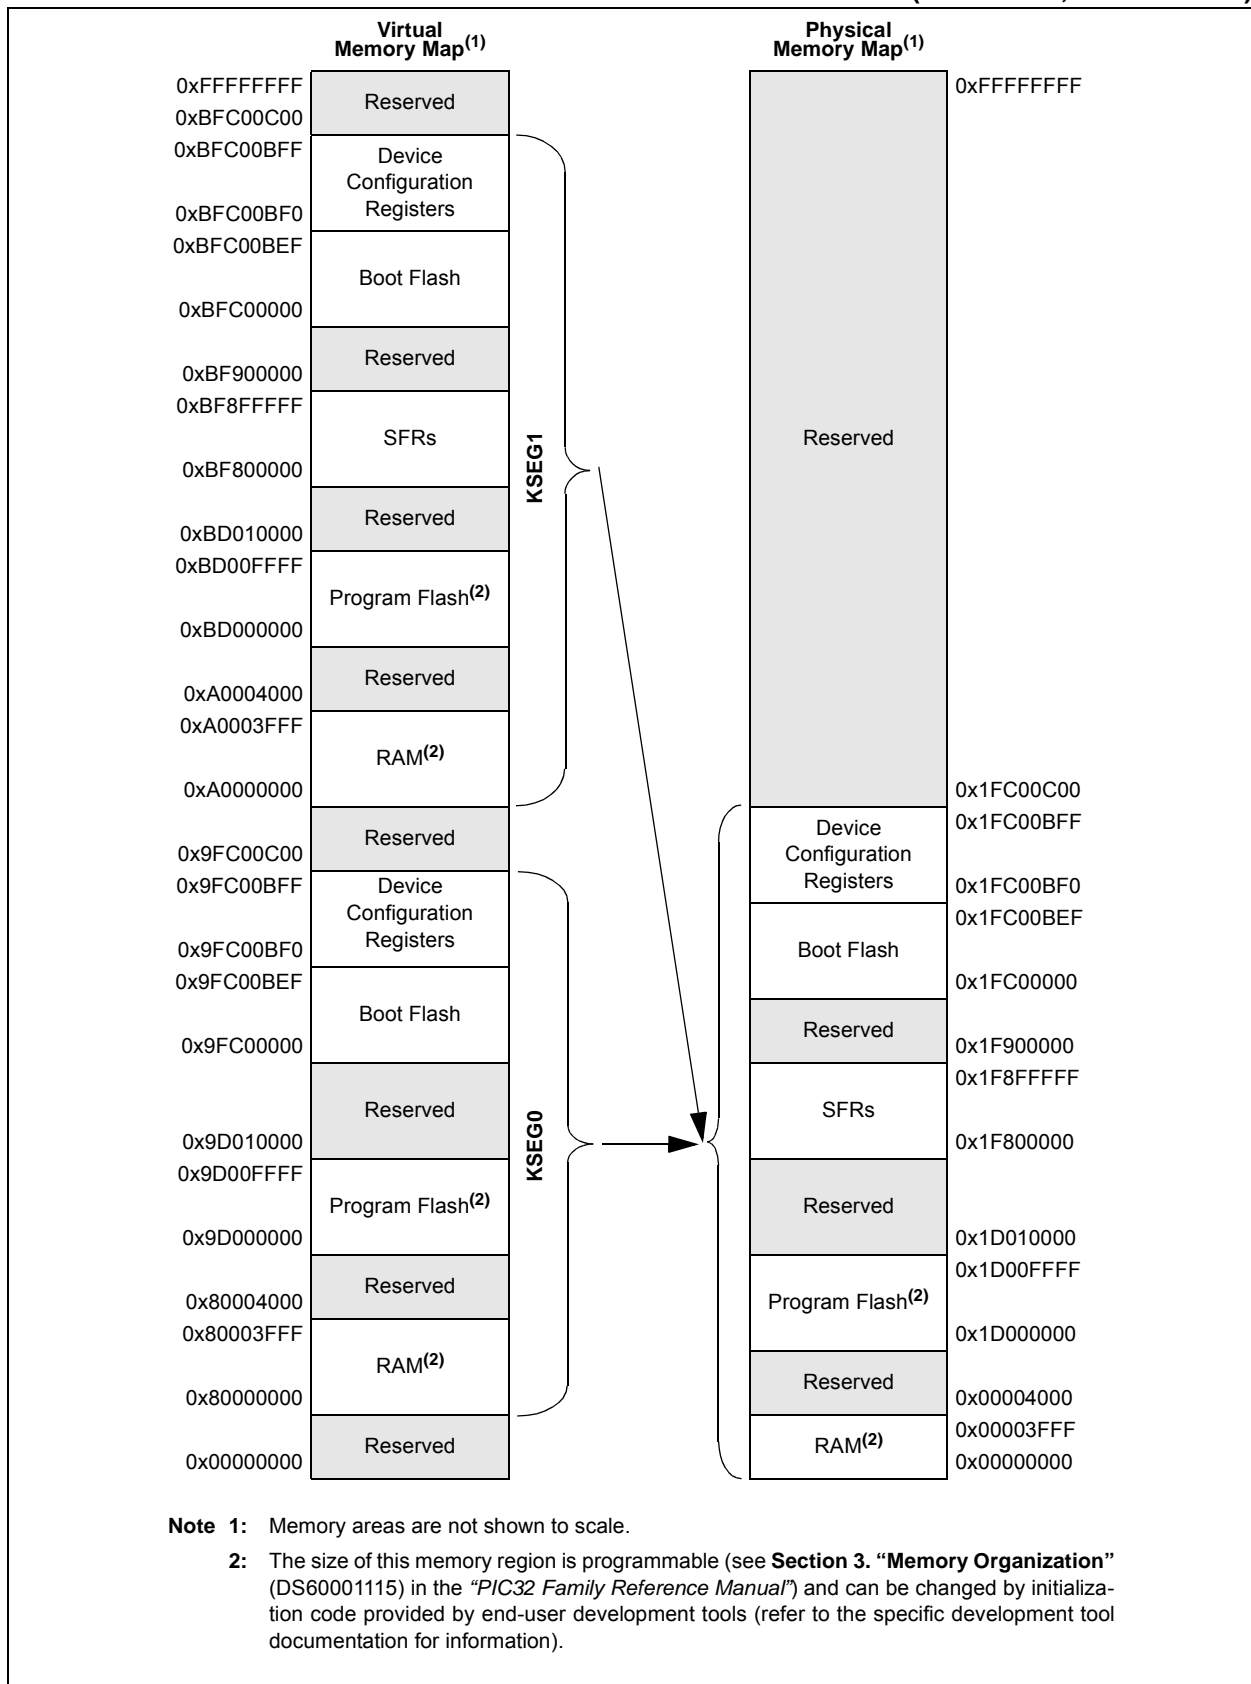 Virtual
Memory Map(1)
0xFFFFFFFF
Reserved
0xBFC00C00
0xBFC00BFF
Device
Configuration
Registers
0xBFC00BF0
0xBFC00BEF
Boot Flash
0xBFC00000
Reserved
0xBF900000
0xBF8FFFFF
SFRs
0xBF800000
Reserved
0xBD010000
0xBD00FFFF
Program Flash(2)
0xBD000000
Reserved
0xA0004000
0xA0003FFF
RAM(2)
0xA0000000
Reserved
0x9FC00C00
0x9FC00BFF
Device
Configuration
Registers
0x9FC00BF0
0x9FC00BEF
Boot Flash
0x9FC00000
Reserved
0x9D010000
0x9D00FFFF
Program Flash(2)
0x9D000000
Reserved
0x80004000
0x80003FFF
RAM(2)
0x80000000
Reserved
0x00000000
KSEG1
KSEG0
Physical
Memory Map(1)
0xFFFFFFFF
Reserved
0x1FC00C00
0x1FC00BFF
Device
Configuration
Registers
0x1FC00BF0
0x1FC00BEF
Boot Flash
0x1FC00000
Reserved
0x1F900000
0x1F8FFFFF
SFRs
0x1F800000
Reserved
0x1D010000
0x1D00FFFF
Program Flash(2)
0x1D000000
Reserved
0x00004000
0x00003FFF
RAM(2)
0x00000000
Note 1: Memory areas are not shown to scale.
2: The size of this memory region is programmable (see Section 3. “Memory Organization”
(DS60001115) in the “PIC32 Family Reference Manual”) and can be changed by initializa-
tion code provided by end-user development tools (refer to the specific development tool
documentation for information).